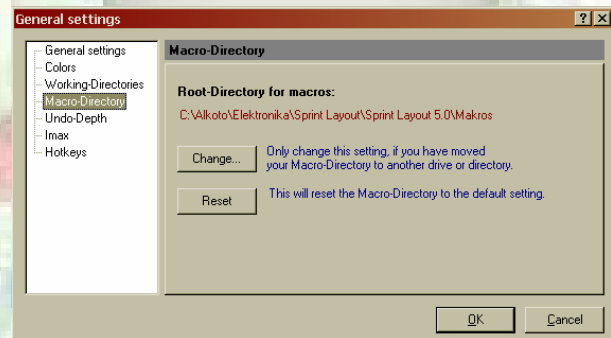 General settings
General settings
Colors
Working-Directories
Macro-Directory
Undo-Depth
Imax
Hotkeys
Macro-Directory
Root-Directory for macros:
C:\Alkoto\Elektronika\Sprint Layout\Sprint Layout 5.0\Makros
Change...
Only change this setting, if you have moved
your Macro-Directory to another drive or directory.
Reset
This will reset the Macro-Directory to the default setting.
OK
Cancel